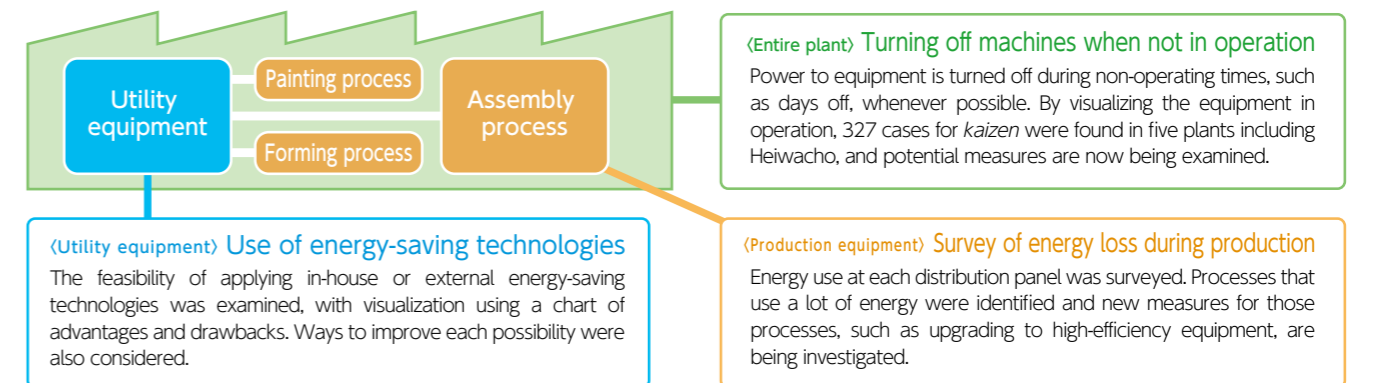 Utility
equipment
Painting process
Forming process
Assembly
process
〈Entire plant〉 Turning off machines when not in operation
Power to equipment is turned off during non-operating times, such
as days off, whenever possible. By visualizing the equipment in
operation, 327 cases for kaizen were found in five plants including
Heiwacho, and potential measures are now being examined.
〈Utility equipment〉 Use of energy-saving technologies
The feasibility of applying in-house or external energy-saving
technologies was examined, with visualization using a chart of
advantages and drawbacks. Ways to improve each possibility were
also considered.
〈Production equipment〉 Survey of energy loss during production
Energy use at each distribution panel was surveyed. Processes that
use a lot of energy were identified and new measures for those
processes, such as upgrading to high-efficiency equipment, are
being investigated.